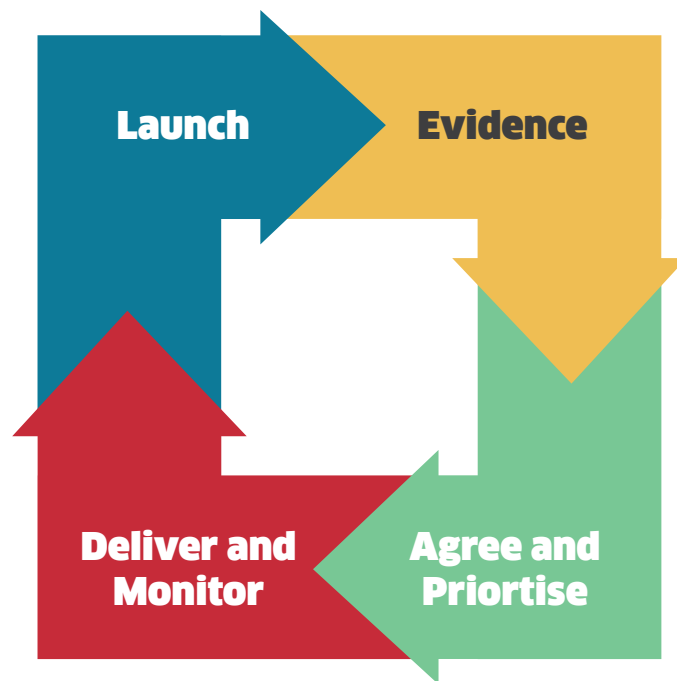 Launch
Evidence
Deliver and
Monitor
Agree and
Priortise